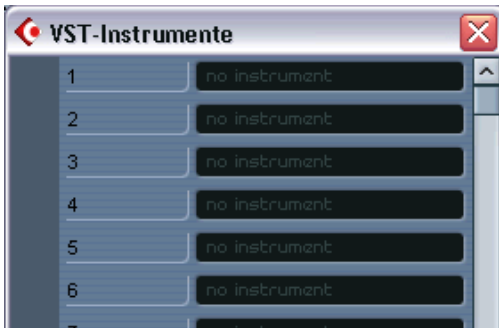 VST-Instrumente
1 no instrument
2 no instrument
3 no instrument
4 no instrument
5 no instrument
6 no instrument